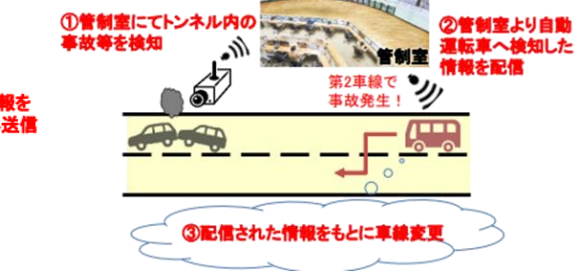 ①管制室にてトンネル内の
事故等を検知
管制室
②管制室より自動
運転車へ検知した
情報を配信
第2車線で
事故発生！
報を
送信
③配信された情報をもとに車線変更